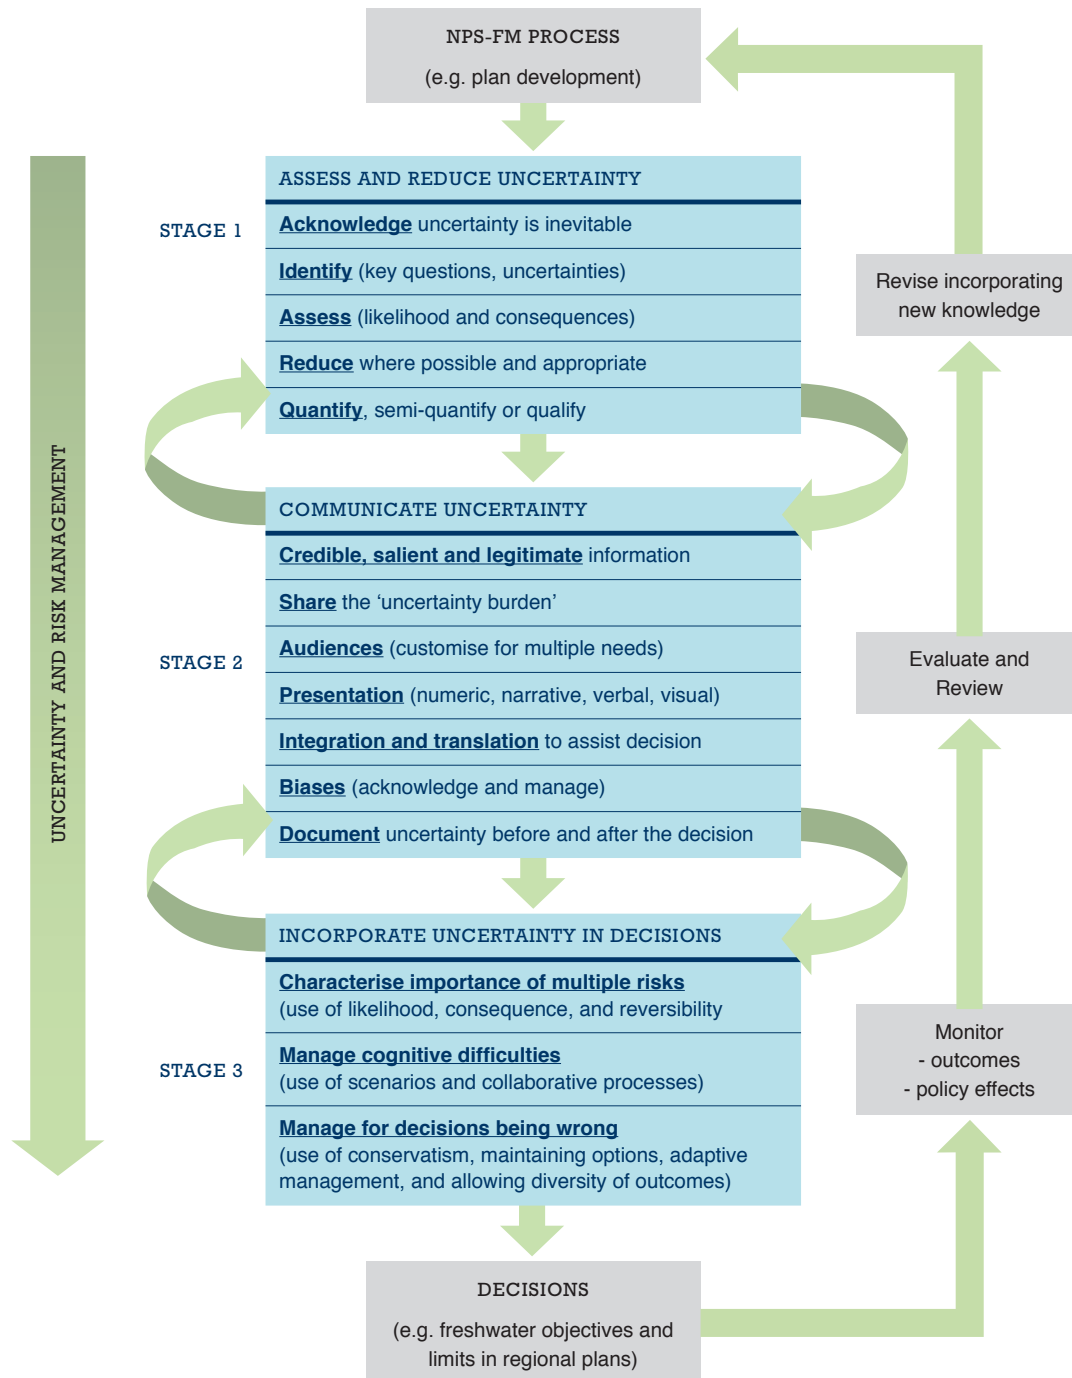 NPS-FM PROCESS
(e.g. plan development)
ASSESS AND REDUCE UNCERTAINTY
STAGE 1
Acknowledge uncertainty is inevitable
Identify (key questions, uncertainties)
Assess (likelihood and consequences)
Reduce where possible and appropriate
Quantify, semi-quantify or qualify
COMMUNICATE UNCERTAINTY
Credible, salient and legitimate information
Share the ‘uncertainty burden’
STAGE 2
Audiences (customise for multiple needs)
Presentation (numeric, narrative, verbal, visual)
Integration and translation to assist decision
Biases (acknowledge and manage)
Document uncertainty before and after the decision
INCORPORATE UNCERTAINTY IN DECISIONS
Characterise importance of multiple risks
(use of likelihood, consequence, and reversibility
STAGE 3
Manage cognitive difficulties
(use of scenarios and collaborative processes)
Manage for decisions being wrong
(use of conservatism, maintaining options, adaptive
management, and allowing diversity of outcomes)
DECISIONS
(e.g. freshwater objectives and
limits in regional plans)
UNCERTAINTY AND RISK MANAGEMENT
Revise incorporating
new knowledge
Evaluate and
Review
Monitor
- outcomes
- policy effects